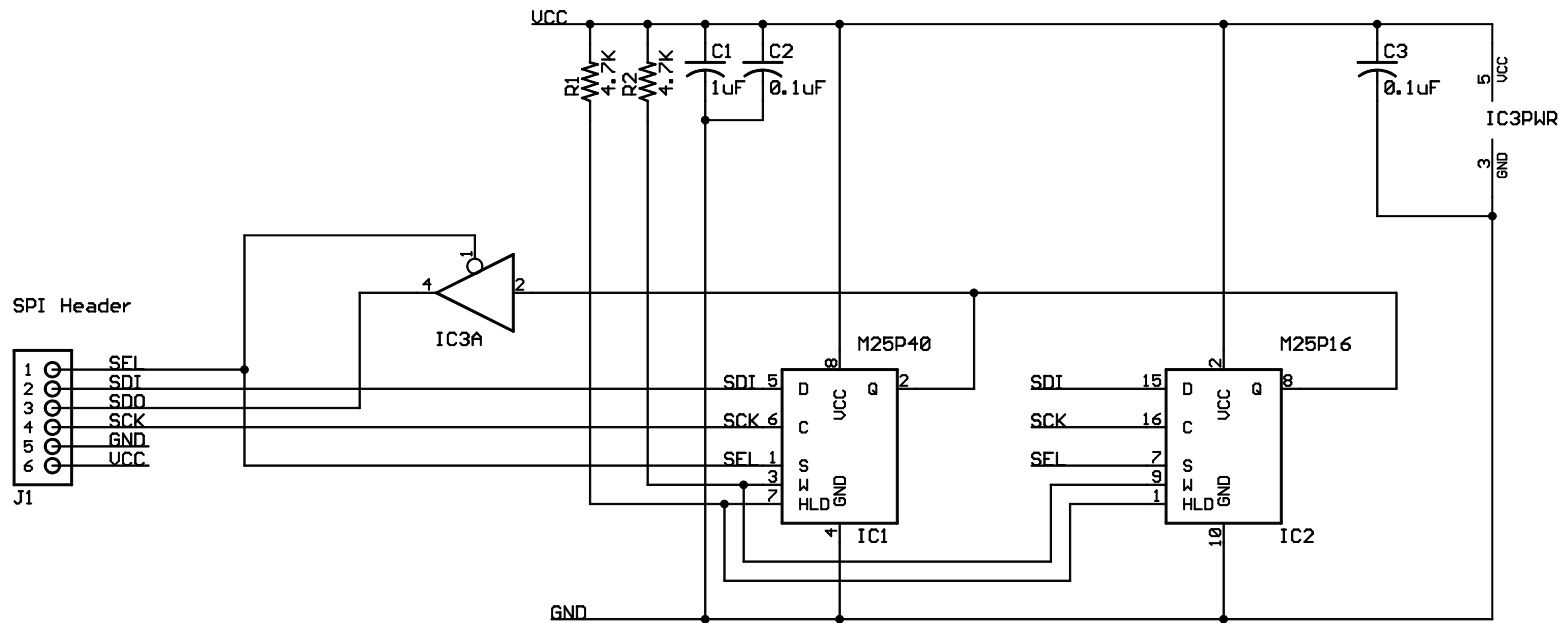 VCC
R1
4.7K
R2
4.7K
C1
1uF
C2
0.1uF
C3
0.1uF
5
VCC
IC3PWR
3
GND
1
4
2
IC3A
SPI Header
1 SEL
2 SDI
3 SDO
4 SCK
5 GND
6 VCC
J1
M25P40
8
VCC
SDI 5 D
Q 2
SCK 6 C
SEL 1 S
3 W
7 HLD
GND
4
IC1
M25P16
2
VCC
SDI 15 D
Q 8
SCK 16 C
SEL 7 S
9 W
1 HLD
GND
10
IC2
GND